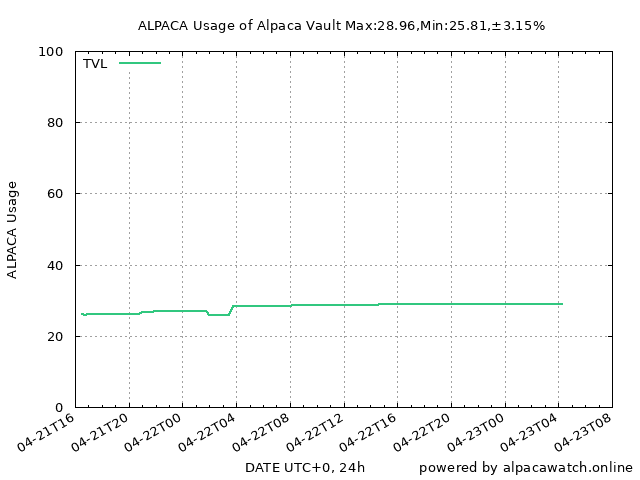 ALPACA Usage of Alpaca Vault Max:28.96,Min:25.81,±3.15%
100
TVL
80
60
ALPACA Usage
40
20
0
04-21T16
04-21T20
04-22T00
04-22T04
04-22T08
04-22T12
04-22T16
04-22T20
04-23T00
04-23T04
04-23T08
DATE UTC+0, 24h
powered by alpacawatch.online